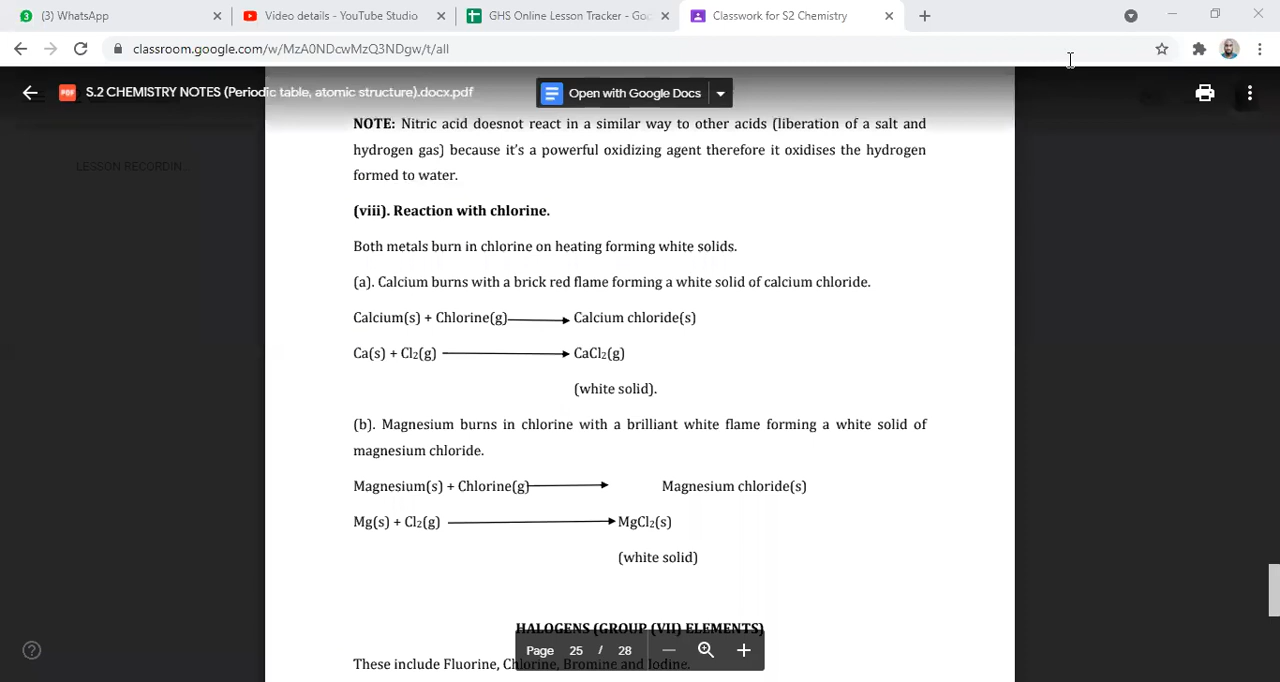 (3) WhatsApp
Video details - YouTube Studio
GHS Online Lesson Tracker - Goo
Classwork for S2 Chemistry
classroom.google.com/w/MzA0NDcwMzQ3NDgw/t/all
S.2 CHEMISTRY NOTES (Periodic table, atomic structure).docx.pdf
Open with Google Docs
LESSON RECORDIN...
NOTE: Nitric acid doesnot react in a similar way to other acids (liberation of a salt and
hydrogen gas) because it's a powerful oxidizing agent therefore it oxidises the hydrogen
formed to water.
(viii). Reaction with chlorine.
Both metals burn in chlorine on heating forming white solids.
(a). Calcium burns with a brick red flame forming a white solid of calcium chloride.
Calcium(s) + Chlorine(g) Calcium chloride(s)
Ca(s) + Cl₂(g) CaCl₂(g)
(white solid).
(b). Magnesium burns in chlorine with a brilliant white flame forming a white solid of
magnesium chloride.
Magnesium(s) + Chlorine(g) Magnesium chloride(s)
Mg(s) + Cl₂(g) MgCl₂(s)
(white solid)
HALOGENS (GROUP (VII) ELEMENTS)
Page 25 / 28
These include Fluorine, Chlorine, Bromine and Iodine.